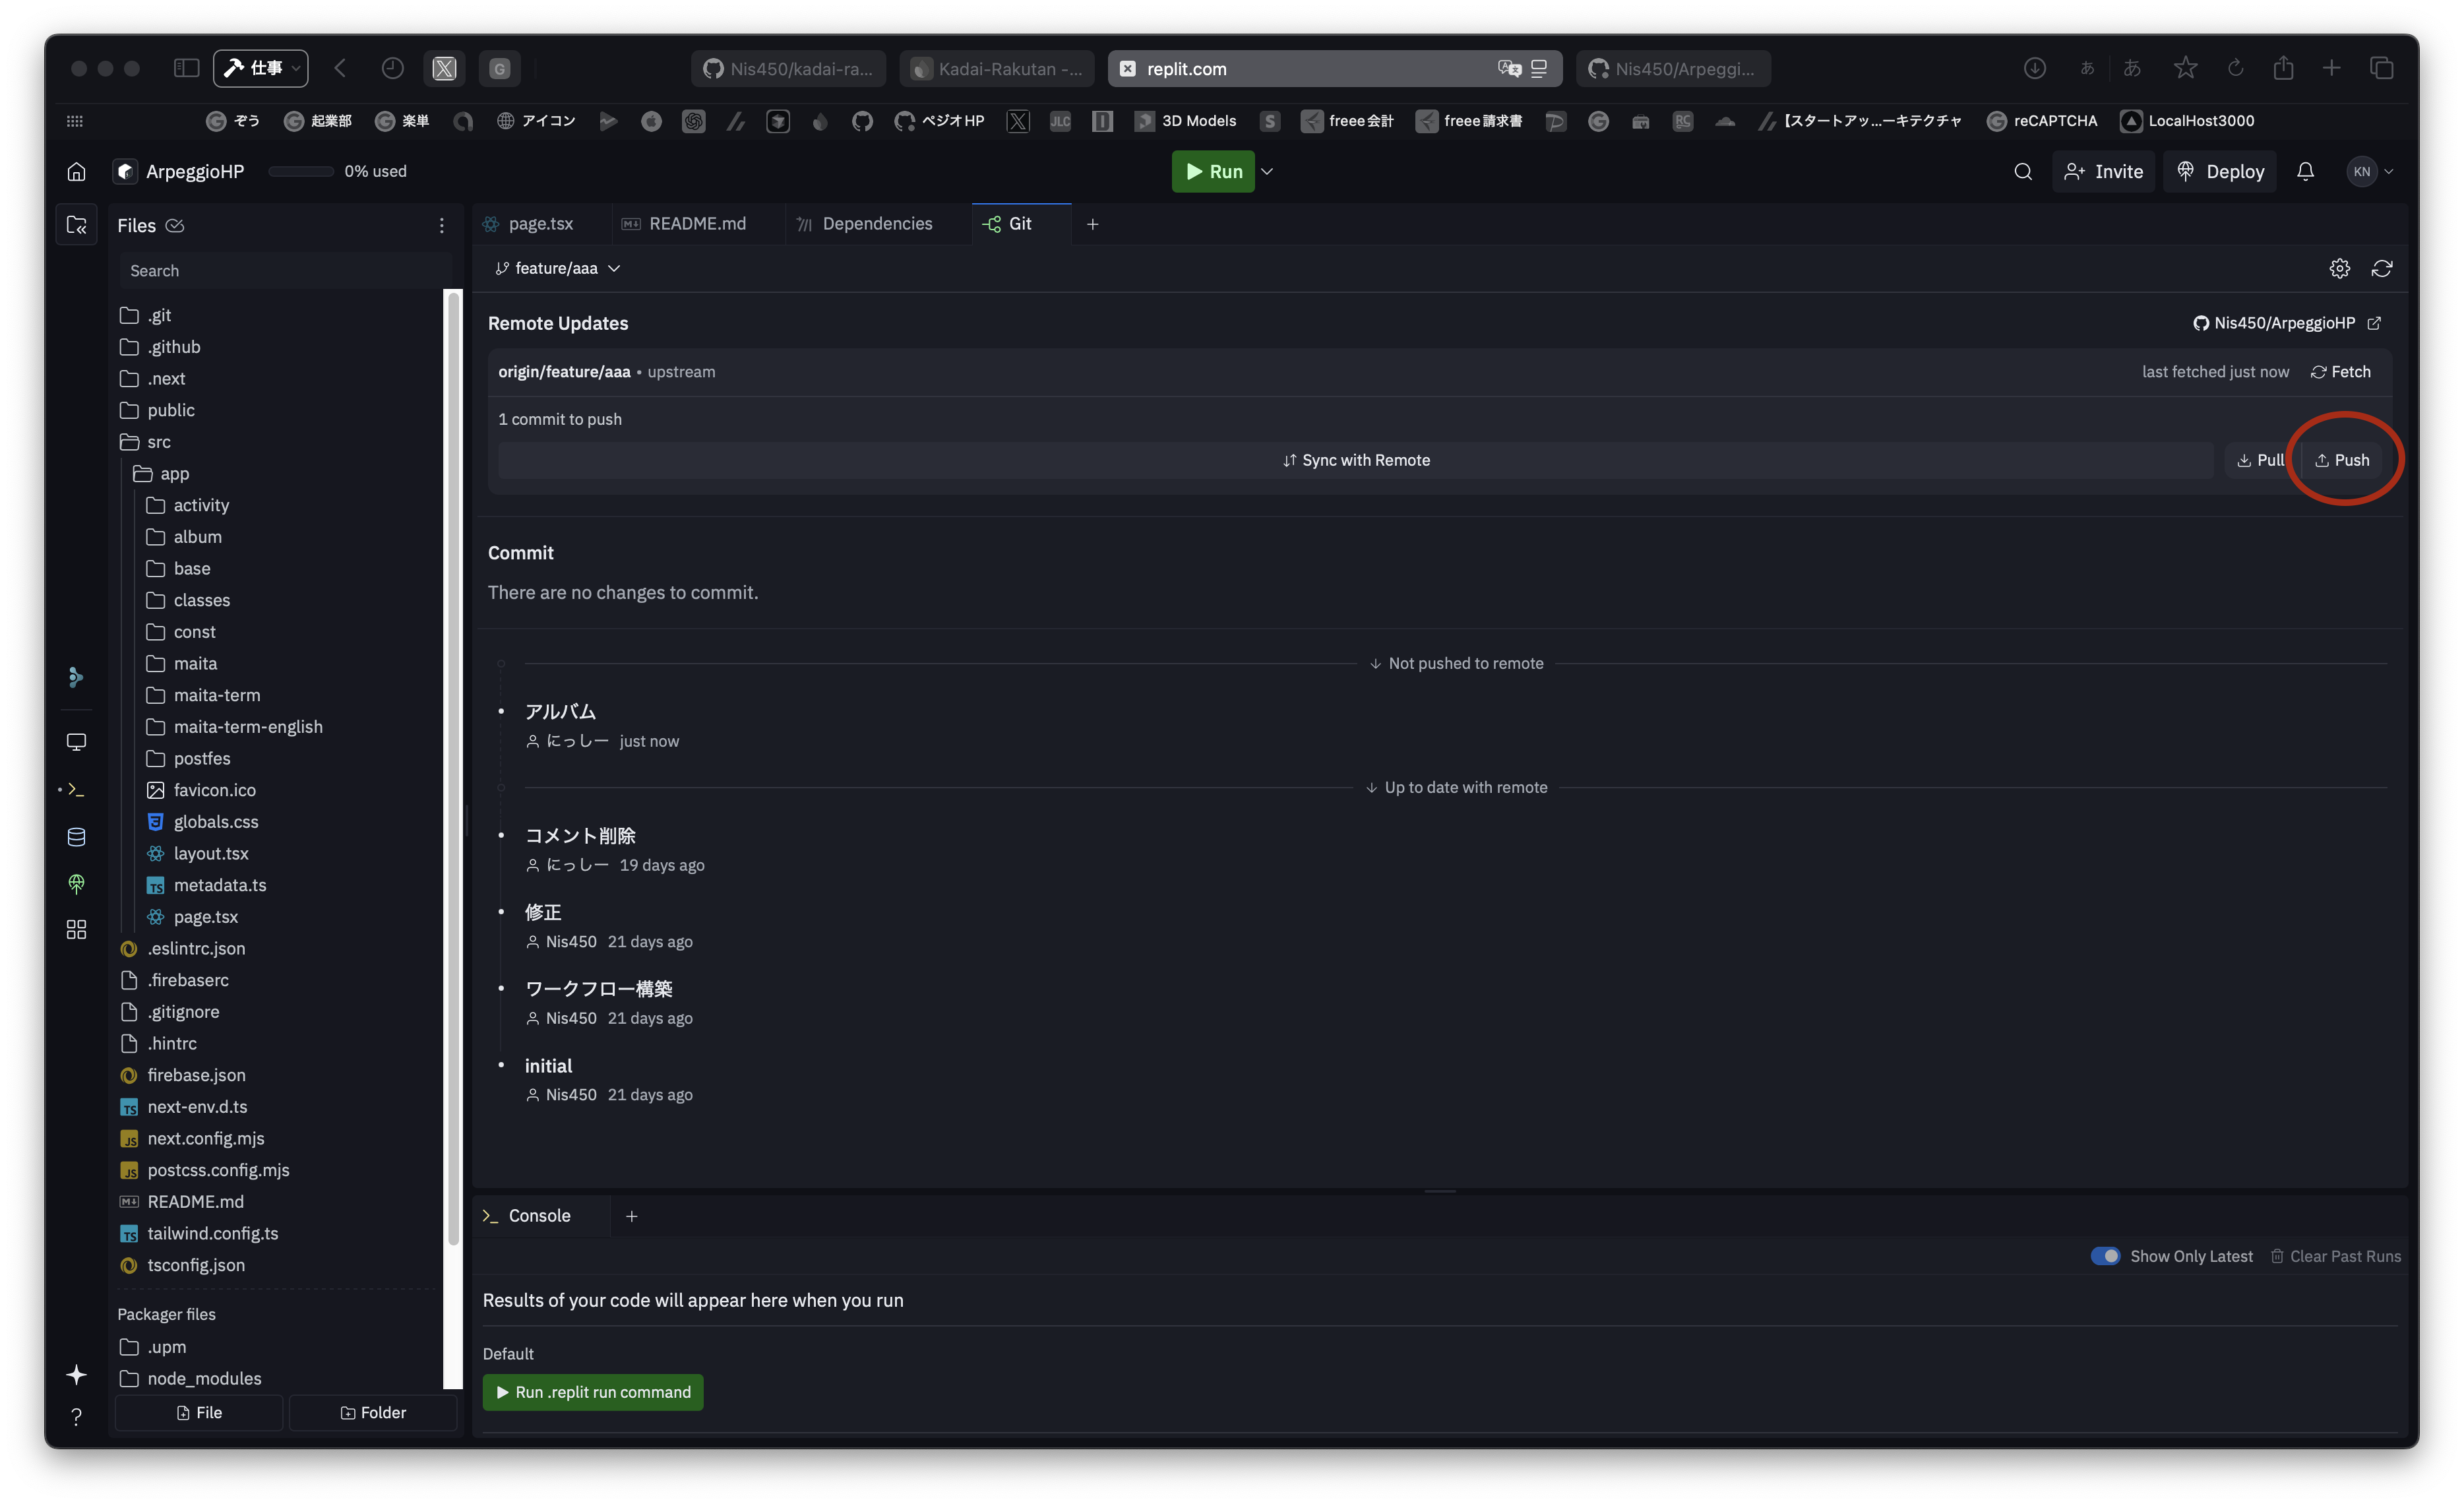 仕事
Nis450/kadai-ra...
Kadai-Rakutan -...
replit.com
Nis450/Arpeggi...
あ
あ
ぞう
起業部
楽単
アイコン
ペジオHP
JLC
3D Models
S
freee会計
freee請求書
RC
【スタートアッ...ーキテクチャ
reCAPTCHA
LocalHost3000
ArpeggioHP
0% used
Run
Invite
Deploy
KN
Files
page.tsx
README.md
Dependencies
Git
Search
feature/aaa
.git
.github
.next
public
src
app
activity
album
base
classes
const
maita
maita-term
maita-term-english
postfes
favicon.ico
globals.css
layout.tsx
metadata.ts
page.tsx
.eslintrc.json
.firebaserc
.gitignore
.hintrc
firebase.json
next-env.d.ts
next.config.mjs
postcss.config.mjs
README.md
tailwind.config.ts
tsconfig.json
Packager files
.upm
node_modules
File
Folder
Remote Updates
Nis450/ArpeggioHP
origin/feature/aaa • upstream
last fetched just now
Fetch
1 commit to push
Sync with Remote
Pull
Push
Commit
There are no changes to commit.
Not pushed to remote
アルバム
にっしー just now
Up to date with remote
コメント削除
にっしー 19 days ago
修正
Nis450 21 days ago
ワークフロー構築
Nis450 21 days ago
initial
Nis450 21 days ago
Console
Show Only Latest
Clear Past Runs
Results of your code will appear here when you run
Default
Run .replit run command